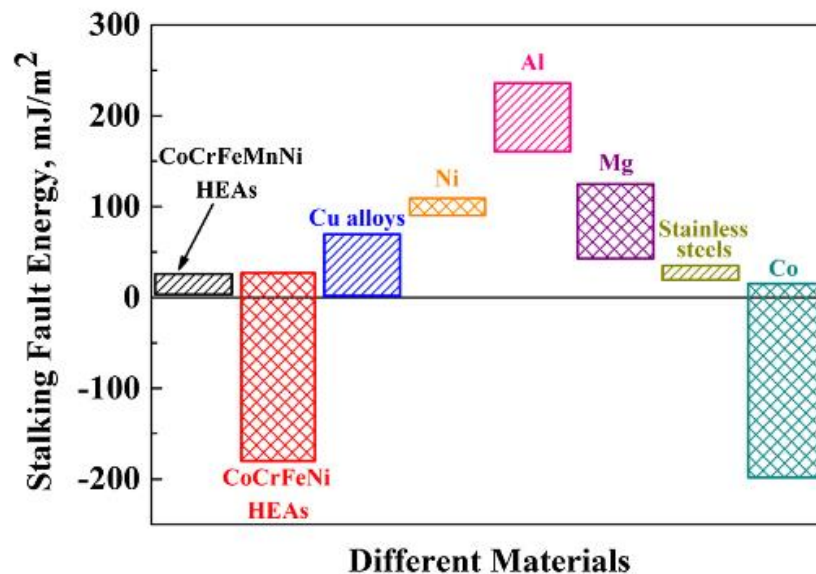 Stalking Fault Energy, mJ/m²
300
200
100
0
-100
-200
CoCrFeMnNi
HEAs
CoCrFeNi
HEAs
Cu alloys
Ni
Al
Mg
Stainless
steels
Co
Different Materials